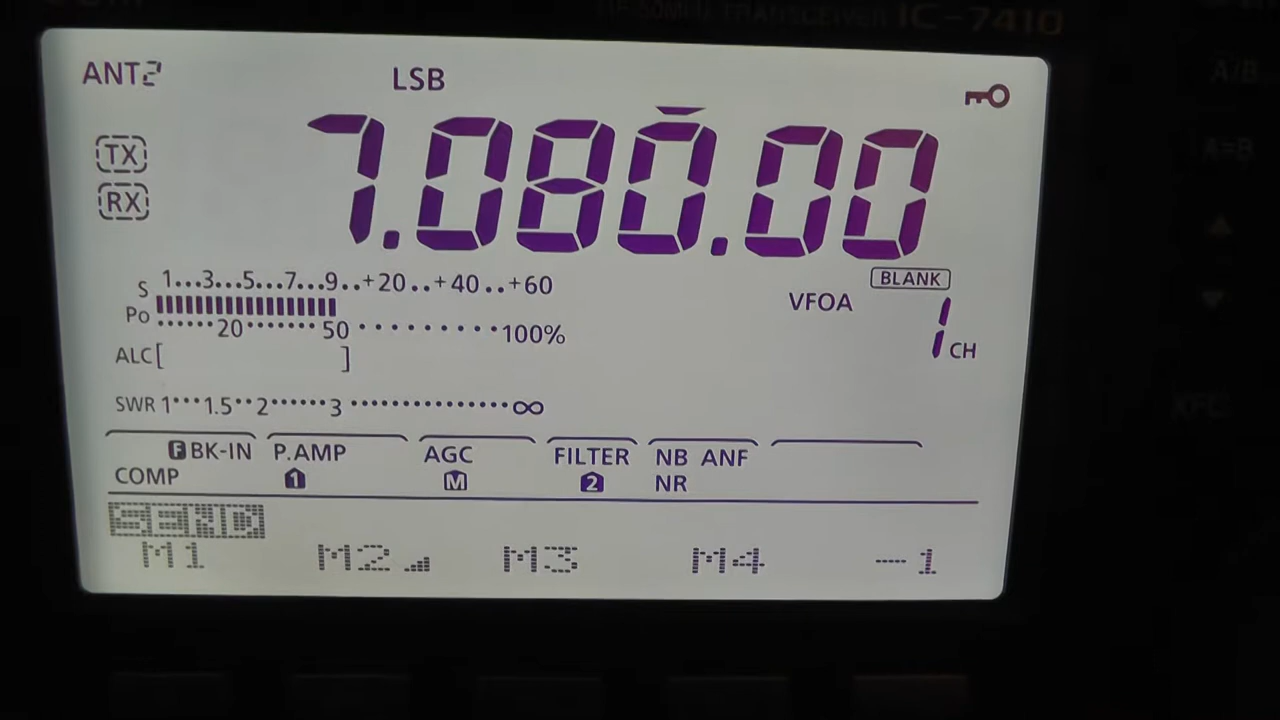 TRANSCEIVER IC-7410
ANT2 LSB
TX
RX
7.080.00
A/B
BLANK
S 1...3...5...7...9..+20..+40..+60
VFOA 1 CH
Po 20 50 100%
ALC[ ]
SWR 1•••1.5••2••••••3 ∞
F BK-IN P.AMP AGC FILTER NB ANF
COMP 1 M 2 NR
SEND
M1 M2 M3 M4 ---1